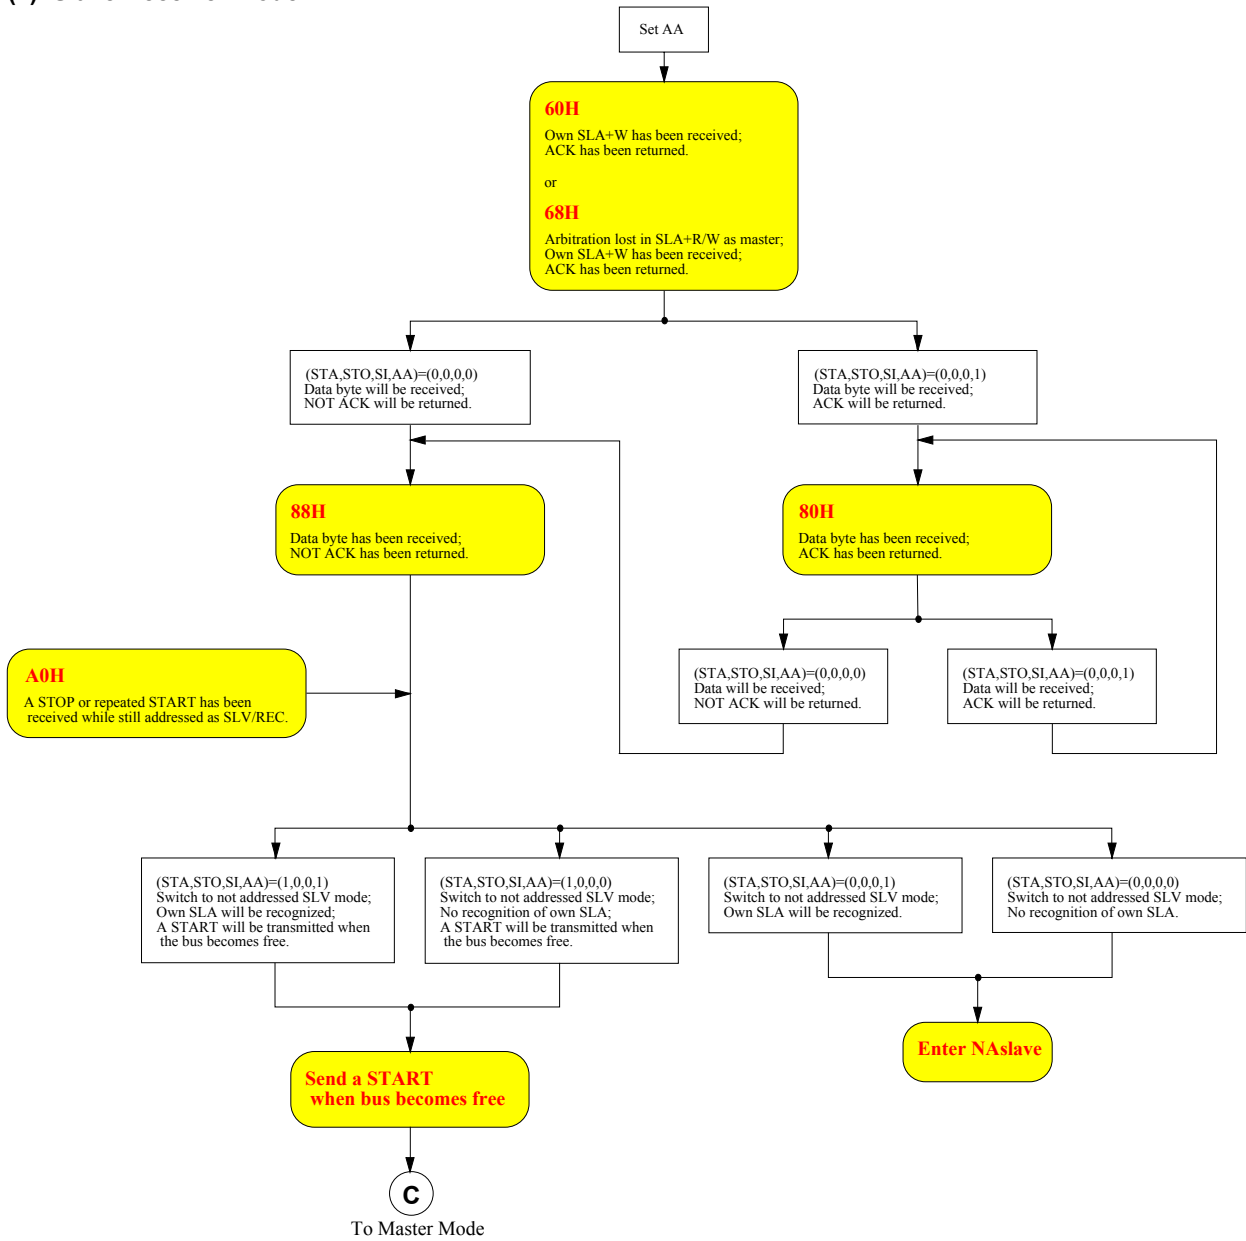 Set AA
60H
Own SLA+W has been received;
ACK has been returned.
or
68H
Arbitration lost in SLA+R/W as master;
Own SLA+W has been received;
ACK has been returned.
(STA,STO,SI,AA)=(0,0,0,0)
Data byte will be received;
NOT ACK will be returned.
(STA,STO,SI,AA)=(0,0,0,1)
Data byte will be received;
ACK will be returned.
88H
Data byte has been received;
NOT ACK has been returned.
80H
Data byte has been received;
ACK has been returned.
A0H
A STOP or repeated START has been
received while still addressed as SLV/REC.
(STA,STO,SI,AA)=(0,0,0,0)
Data will be received;
NOT ACK will be returned.
(STA,STO,SI,AA)=(0,0,0,1)
Data will be received;
ACK will be returned.
(STA,STO,SI,AA)=(1,0,0,1)
Switch to not addressed SLV mode;
Own SLA will be recognized;
A START will be transmitted when
the bus becomes free.
(STA,STO,SI,AA)=(1,0,0,0)
Switch to not addressed SLV mode;
No recognition of own SLA;
A START will be transmitted when
the bus becomes free.
(STA,STO,SI,AA)=(0,0,0,1)
Switch to not addressed SLV mode;
Own SLA will be recognized.
(STA,STO,SI,AA)=(0,0,0,0)
Switch to not addressed SLV mode;
No recognition of own SLA.
Send a START
when bus becomes free
Enter NAslave
C
To Master Mode